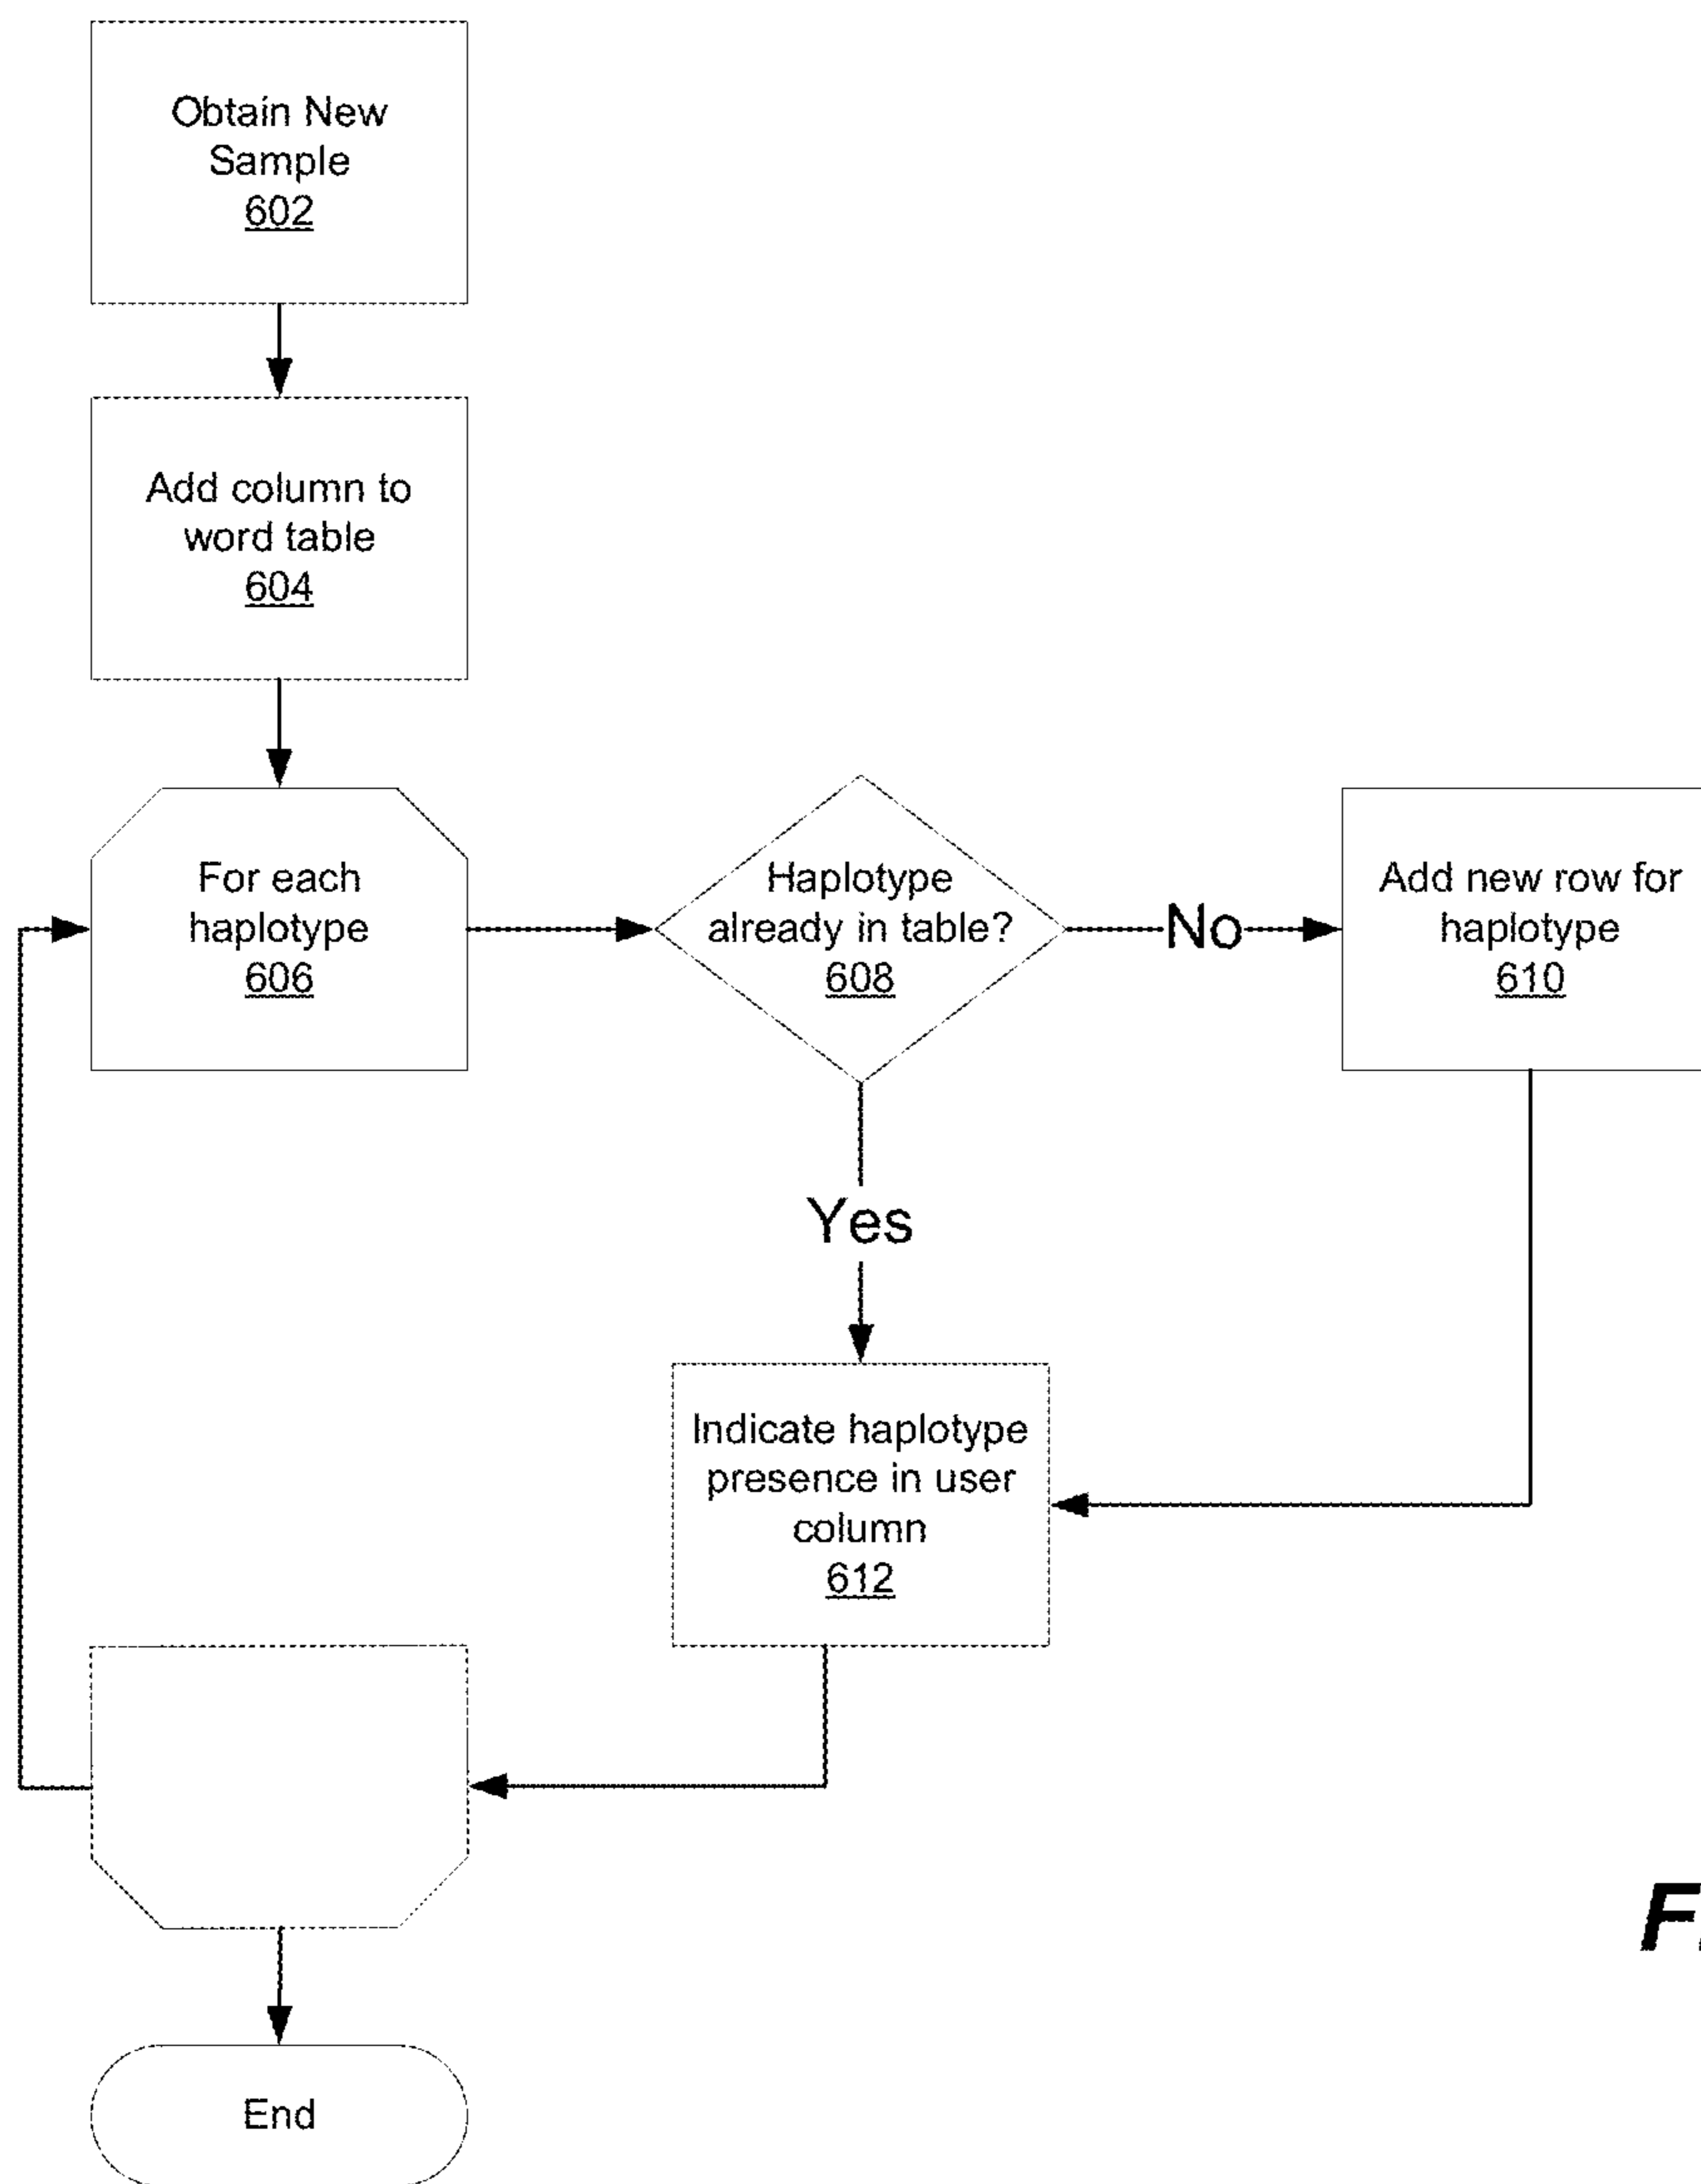 Obtain New
Sample
602
Add column to
word table
604
For each
haplotype
606
Haplotype
already in table?
608
No
Add new row for
haplotype
610
Yes
Indicate haplotype
presence in user
column
612
End